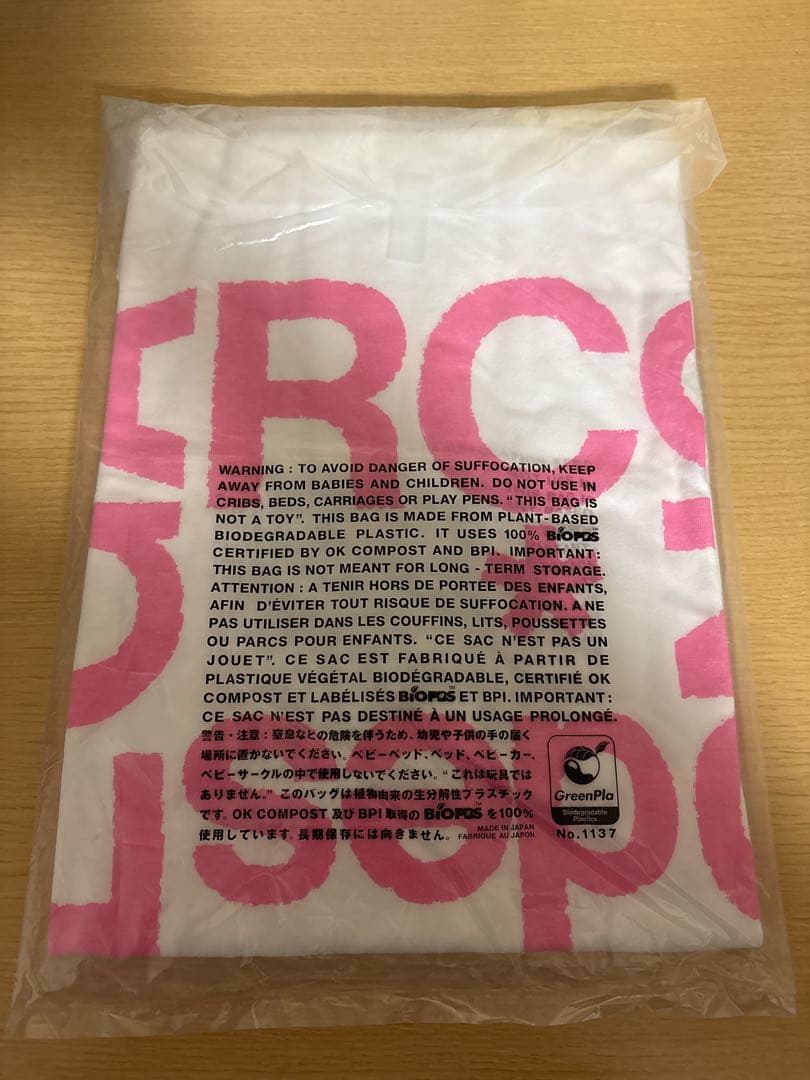 RC
WARNING : TO AVOID DANGER OF SUFFOCATION, KEEP
AWAY FROM BABIES AND CHILDREN. DO NOT USE IN
CRIBS, BEDS, CARRIAGES OR PLAY PENS. “THIS BAG IS
NOT A TOY”. THIS BAG IS MADE FROM PLANT-BASED
BIODEGRADABLE PLASTIC. IT USES 100% BIOPBS™
CERTIFIED BY OK COMPOST AND BPI. IMPORTANT:
THIS BAG IS NOT MEANT FOR LONG - TERM STORAGE.
ATTENTION : A TENIR HORS DE PORTEE DES ENFANTS,
AFIN D’ÉVITER TOUT RISQUE DE SUFFOCATION. A NE
PAS UTILISER DANS LES COUFFINS, LITS, POUSSETTES
OU PARCS POUR ENFANTS. “CE SAC N’EST PAS UN
JOUET”. CE SAC EST FABRIQUÉ À PARTIR DE
PLASTIQUE VÉGÉTAL BIODÉGRADABLE, CERTIFIÉ OK
COMPOST ET LABÉLISÉS BIOPBS™ ET BPI. IMPORTANT:
CE SAC N’EST PAS DESTINÉ À UN USAGE PROLONGÉ.
警告・注意：窒息などの危険を伴うため、幼児や子供の手の届く
場所に置かないでください。ベビーベッド、ベッド、ベビーカー、
ベビーサークルの中で使用しないでください。“これは玩具では
ありません。”このバッグは植物由来の生分解性プラスチック
です。OK COMPOST 及び BPI 取得の BIOPBS™ を100%
使用しています。長期保存には向きません。
MADE IN JAPAN
FABRIQUE AU JAPON
GreenPla
Biodegradable
Plastics
No.1137